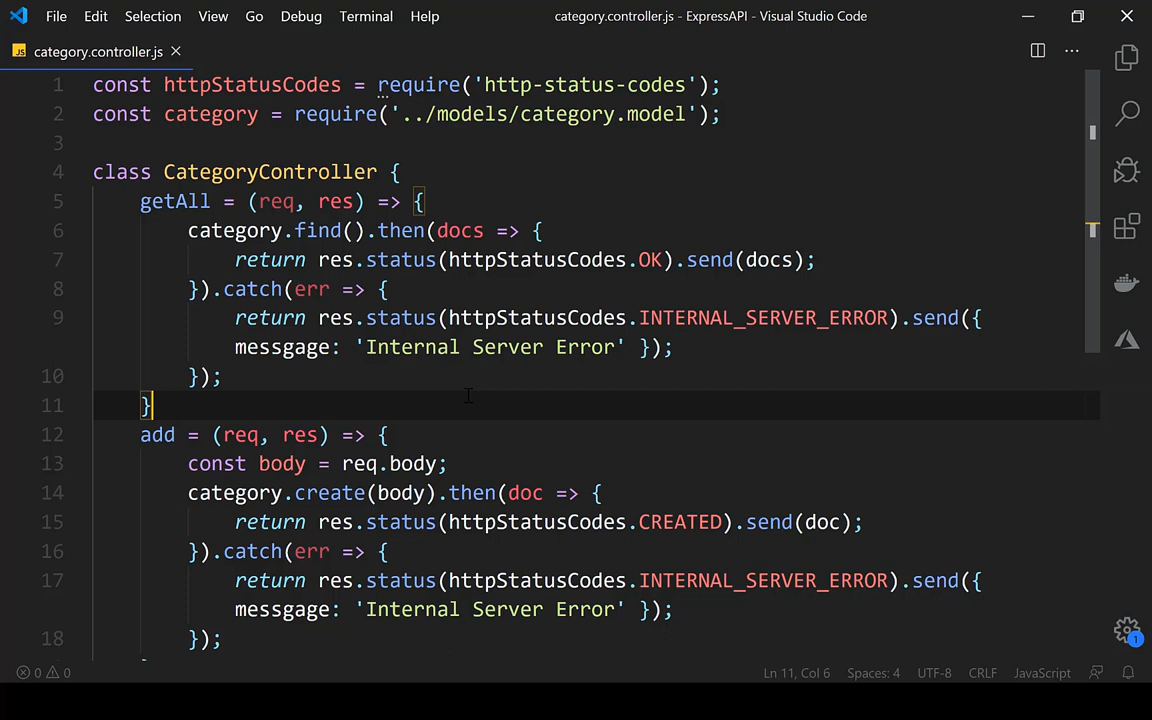 File Edit Selection View Go Debug Terminal Help category.controller.js - ExpressAPI - Visual Studio Code
JS category.controller.js
1 const httpStatusCodes = require('http-status-codes');
2 const category = require('../models/category.model');
3
4 class CategoryController {
5 getAll = (req, res) => {
6 category.find().then(docs => {
7 return res.status(httpStatusCodes.OK).send(docs);
8 }).catch(err => {
9 return res.status(httpStatusCodes.INTERNAL_SERVER_ERROR).send({
messgage: 'Internal Server Error' });
10 });
11 }
12 add = (req, res) => {
13 const body = req.body;
14 category.create(body).then(doc => {
15 return res.status(httpStatusCodes.CREATED).send(doc);
16 }).catch(err => {
17 return res.status(httpStatusCodes.INTERNAL_SERVER_ERROR).send({
messgage: 'Internal Server Error' });
18 });
1
0 0 Ln 11, Col 6 Spaces: 4 UTF-8 CRLF JavaScript